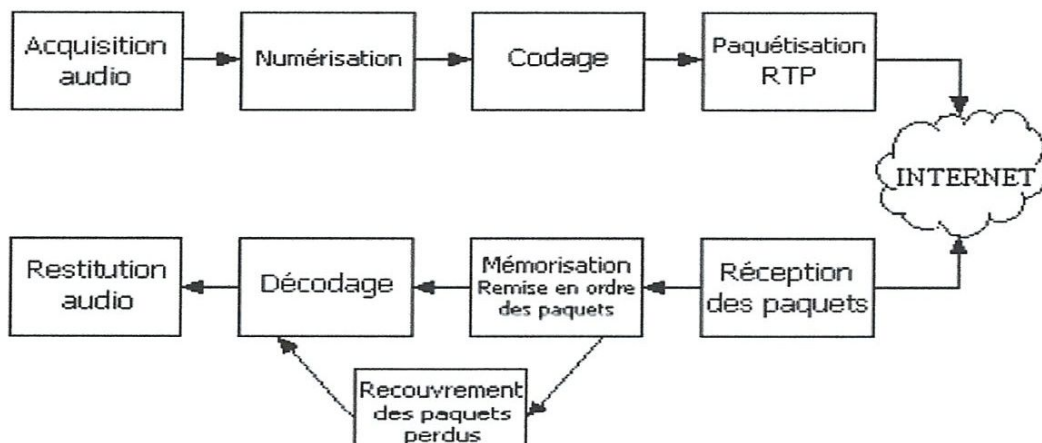 Acquisition
audio
Numérisation
Codage
Paquétisation
RTP
INTERNET
Restitution
audio
Décodage
Mémorisation
Remise en ordre
des paquets
Réception
des paquets
Recouvrement
des paquets
perdus